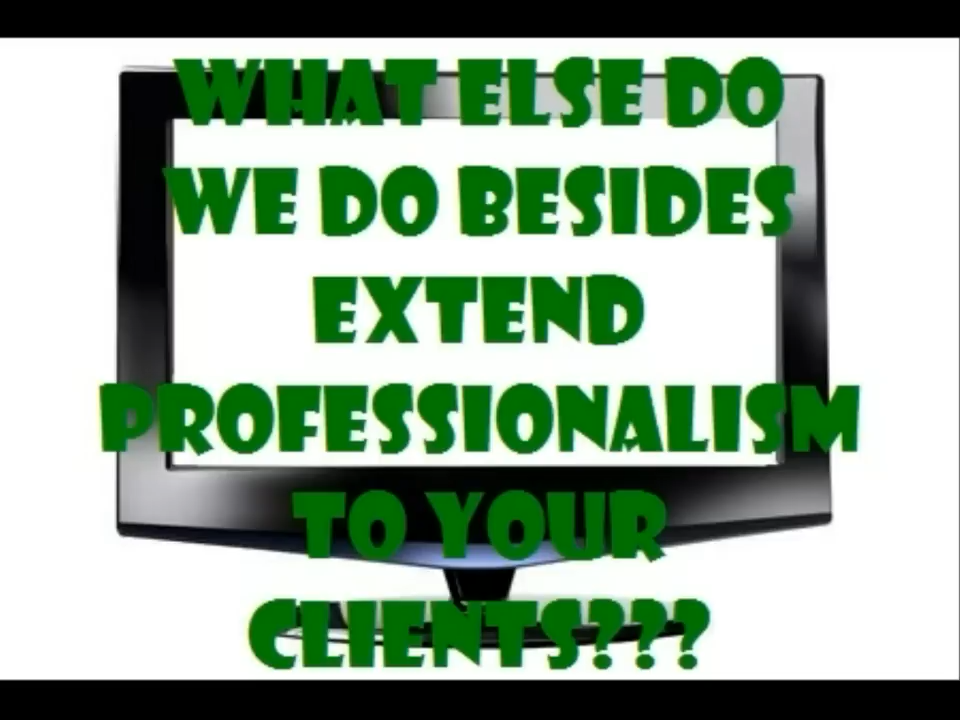 WHAT ELSE DO
WE DO BESIDES
EXTEND
PROFESSIONALISM
TO YOUR
CLIENTS???